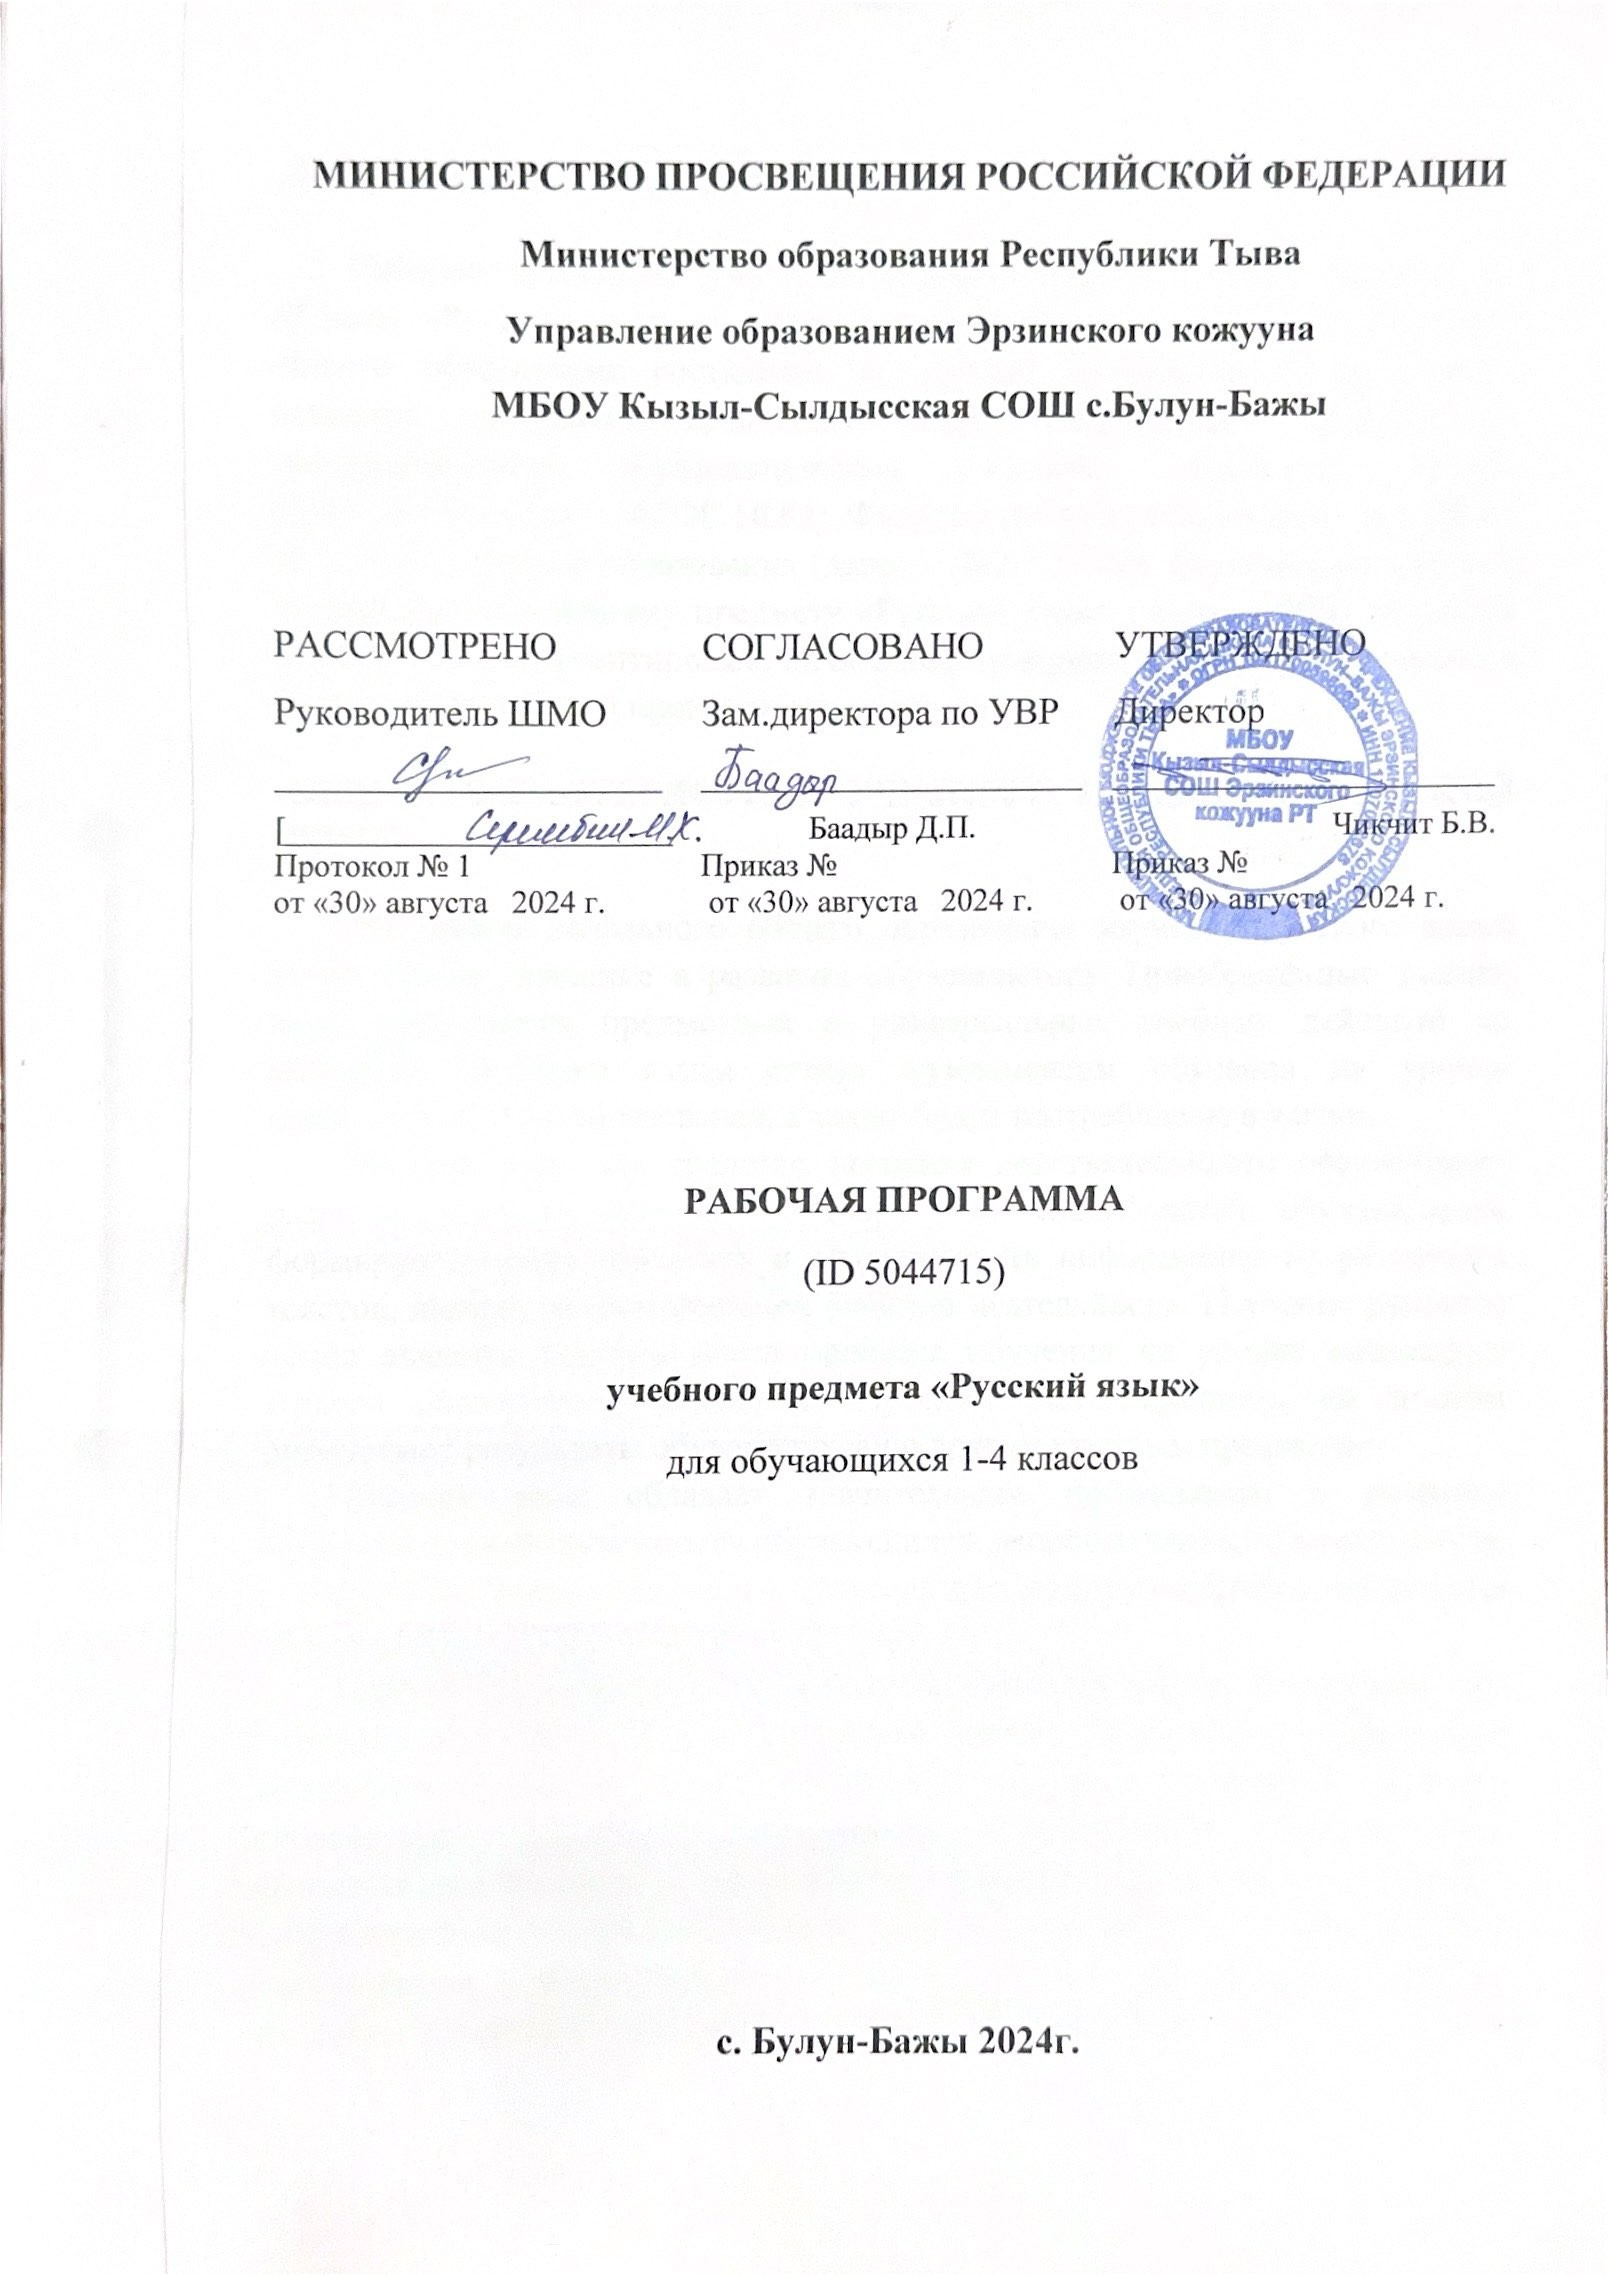 МИНИСТЕРСТВО ПРОСВЕЩЕНИЯ РОССИЙСКОЙ ФЕДЕРАЦИИ
Министерство образования Республики Тыва
Управление образованием Эрзинского кожууна
МБОУ Кызыл-Сылдысская СОШ с.Булун-Бажы
РАССМОТРЕНО
Руководитель ШМО
[
Протокол № 1
от «30» августа 2024 г.
СОГЛАСОВАНО
Зам.директора по УВР
Баадыр
Баадыр Д.П.
Приказ №
от «30» августа 2024 г.
УТВЕРЖДЕНО
Директор
МБОУ
Кызыл-Сылдысская
СОШ Эрзинского
кожууна РТ
Чикчит Б.В.
Приказ №
от «30» августа 2024 г.
РАБОЧАЯ ПРОГРАММА
(ID 5044715)
учебного предмета «Русский язык»
для обучающихся 1-4 классов
с. Булун-Бажы 2024г.